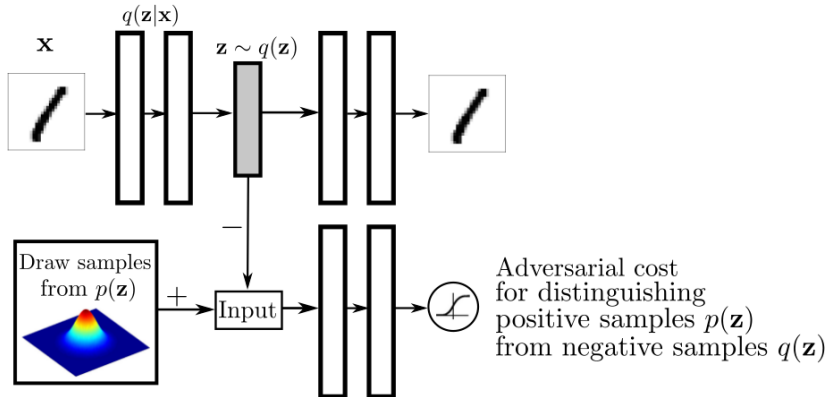 q(z|x)
x
z ∼ q(z)
−
Draw samples
from p(z)
+
Input
Adversarial cost
for distinguishing
positive samples p(z)
from negative samples q(z)